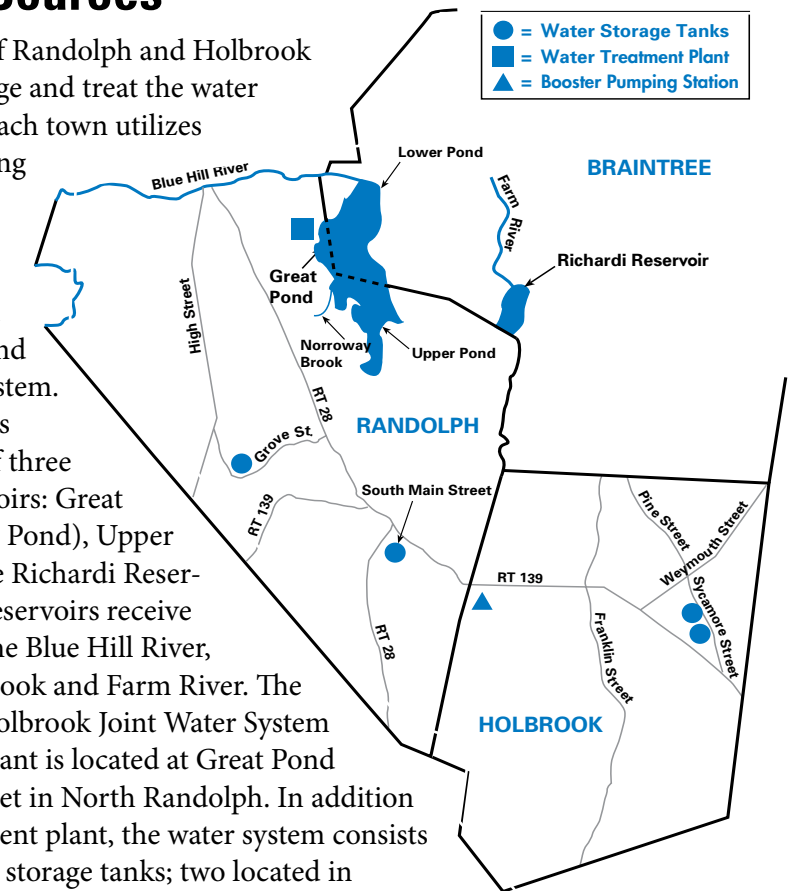 sources
of Randolph and Holbrook
ge and treat the water
ach town utilizes
ng
nd
stem.
s
f three
oirs: Great
Pond), Upper
e Richardi Reser-
eservoirs receive
he Blue Hill River,
ook and Farm River. The
olbrook Joint Water System
ant is located at Great Pond
et in North Randolph. In addition
ent plant, the water system consists
storage tanks; two located in
= Water Storage Tanks
= Water Treatment Plant
= Booster Pumping Station
Lower Pond
BRAINTREE
Blue Hill River
Farm River
Richardi Reservoir
Great
Pond
High Street
Norroway
Brook
Upper Pond
RT 28
RANDOLPH
Grove St.
South Main Street
RT 139
Pine Street
Weymouth Street
RT 139
Sycamore Street
RT 28
Franklin Street
HOLBROOK